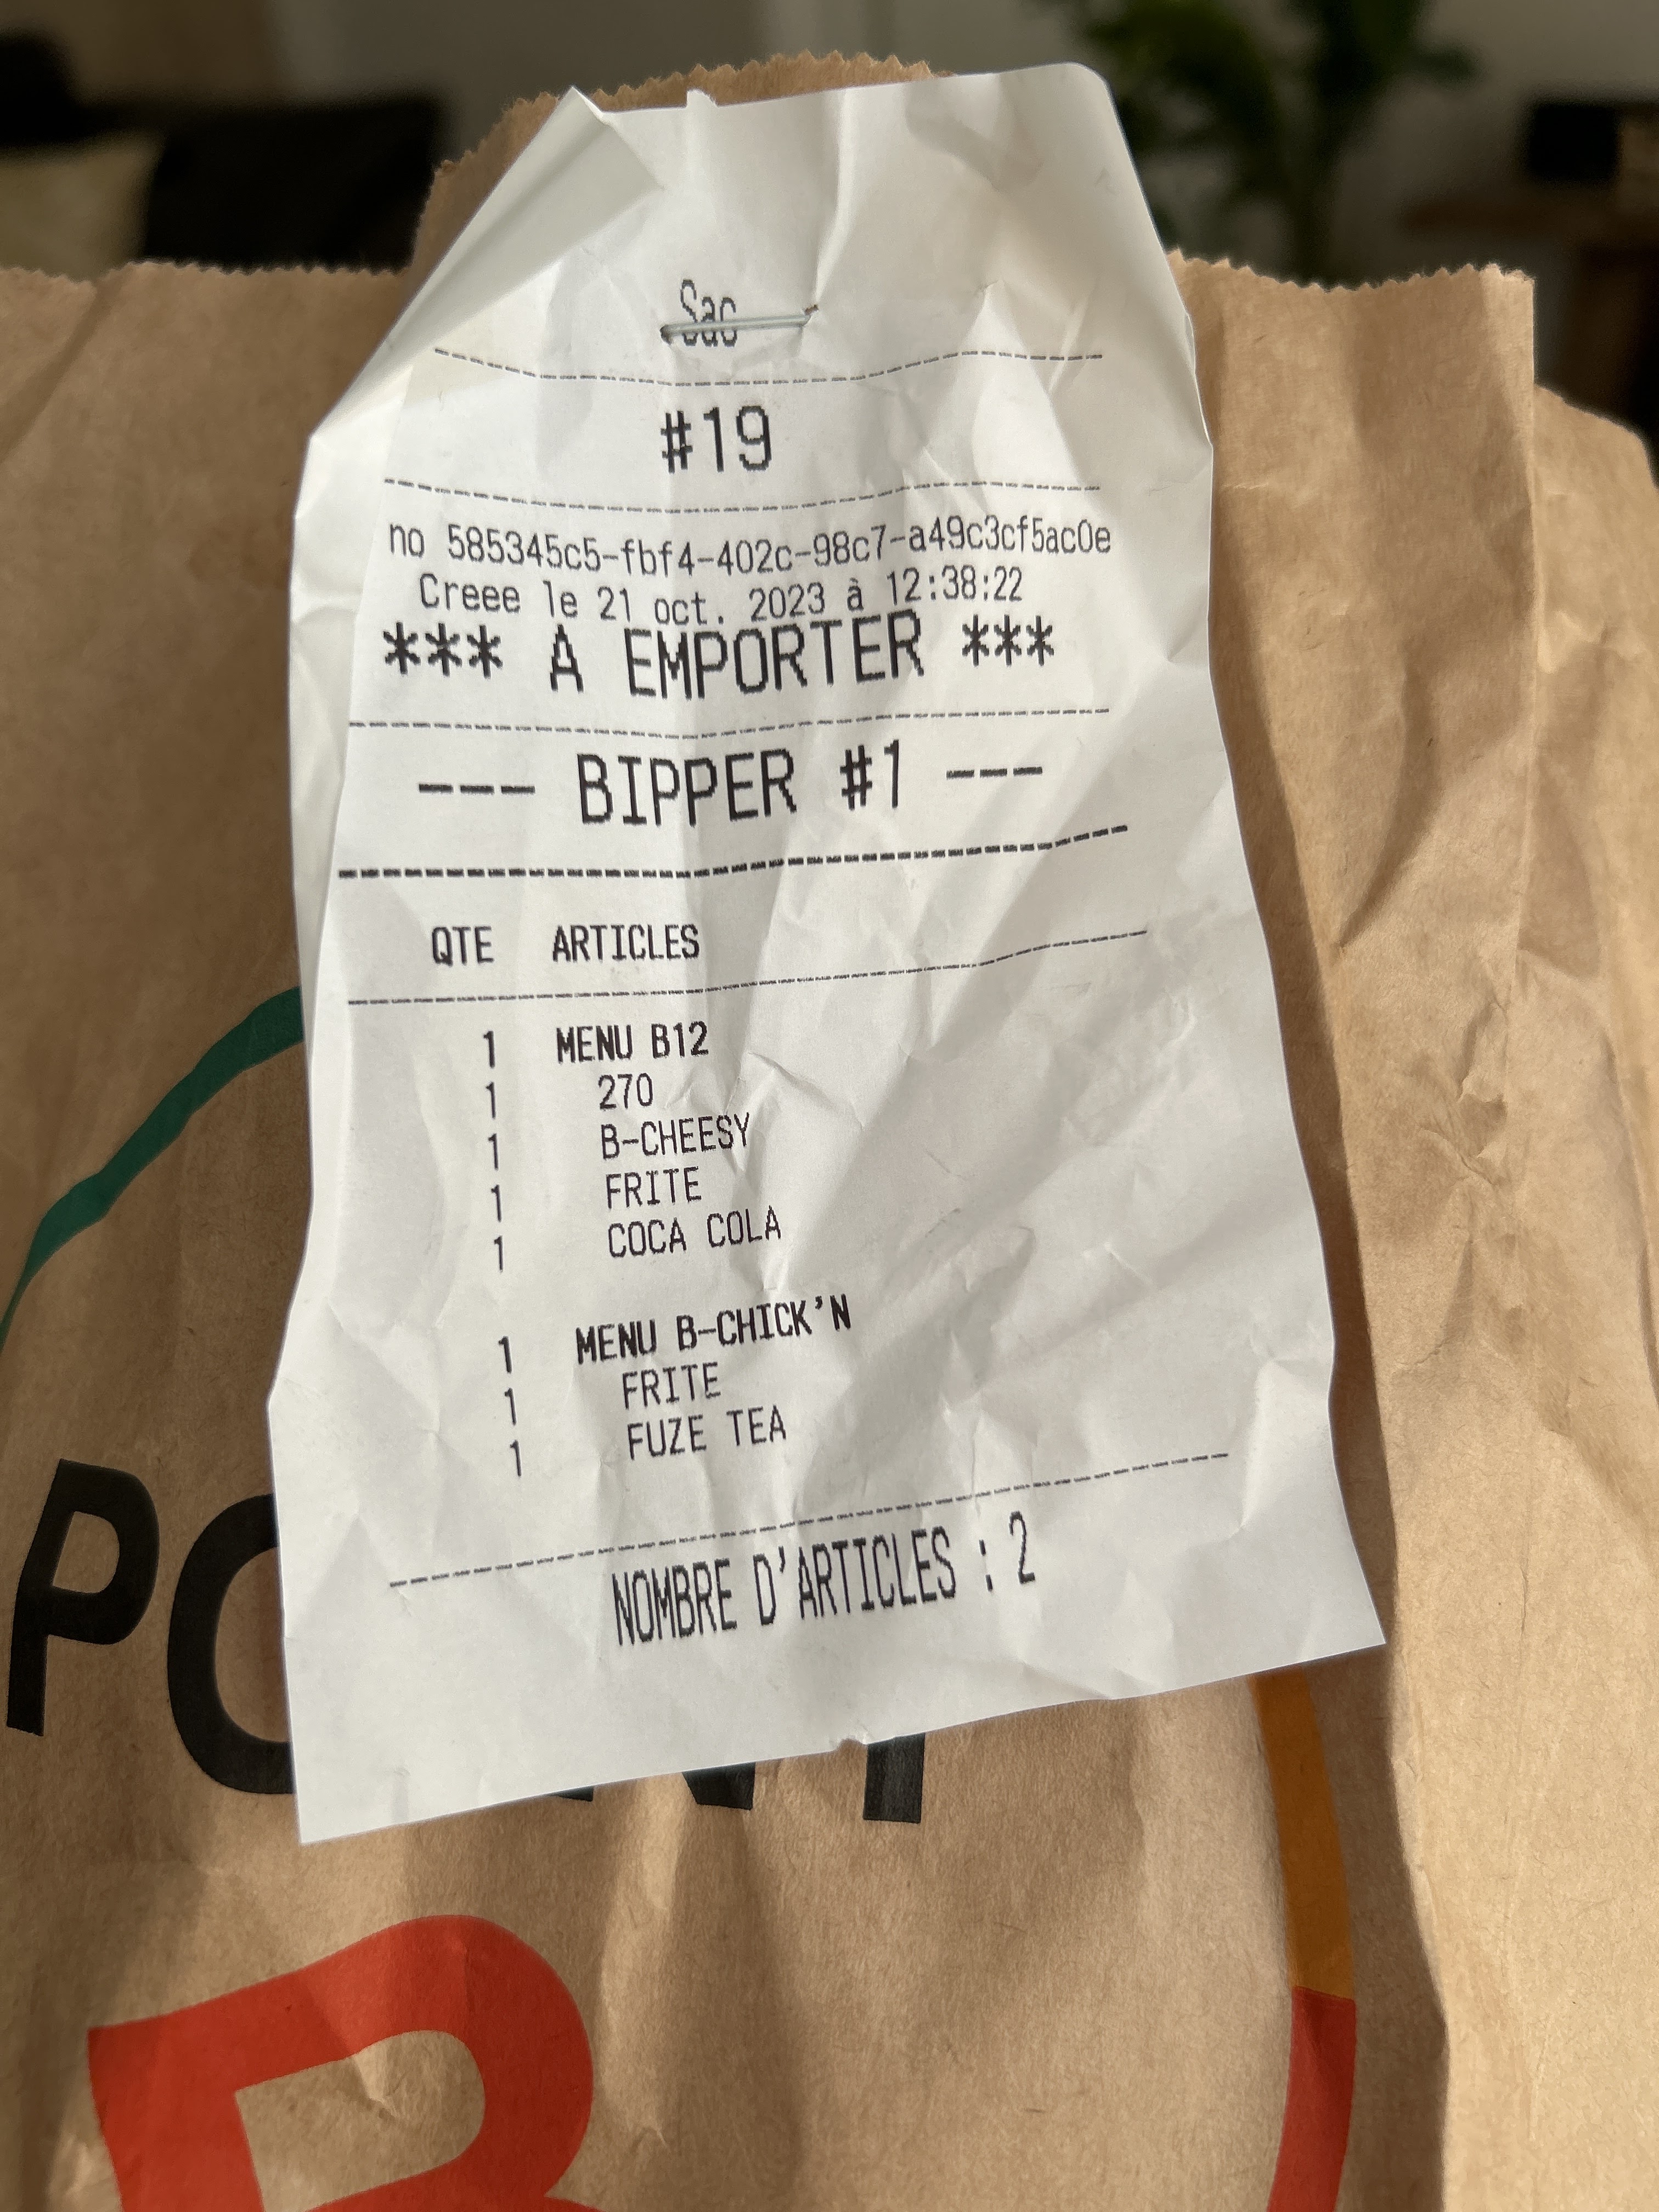 Sac
#19
no 585345c5-fbf4-402c-98c7-a49c3cf5ac0e
Creee le 21 oct. 2023 à 12:38:22
*** A EMPORTER ***
--- BIPPER #1 ---
QTE ARTICLES
1 MENU B12
1 270
1 B-CHEESY
1 FRITE
1 COCA COLA
1 MENU B-CHICK'N
1 FRITE
1 FUZE TEA
NOMBRE D'ARTICLES : 2
B